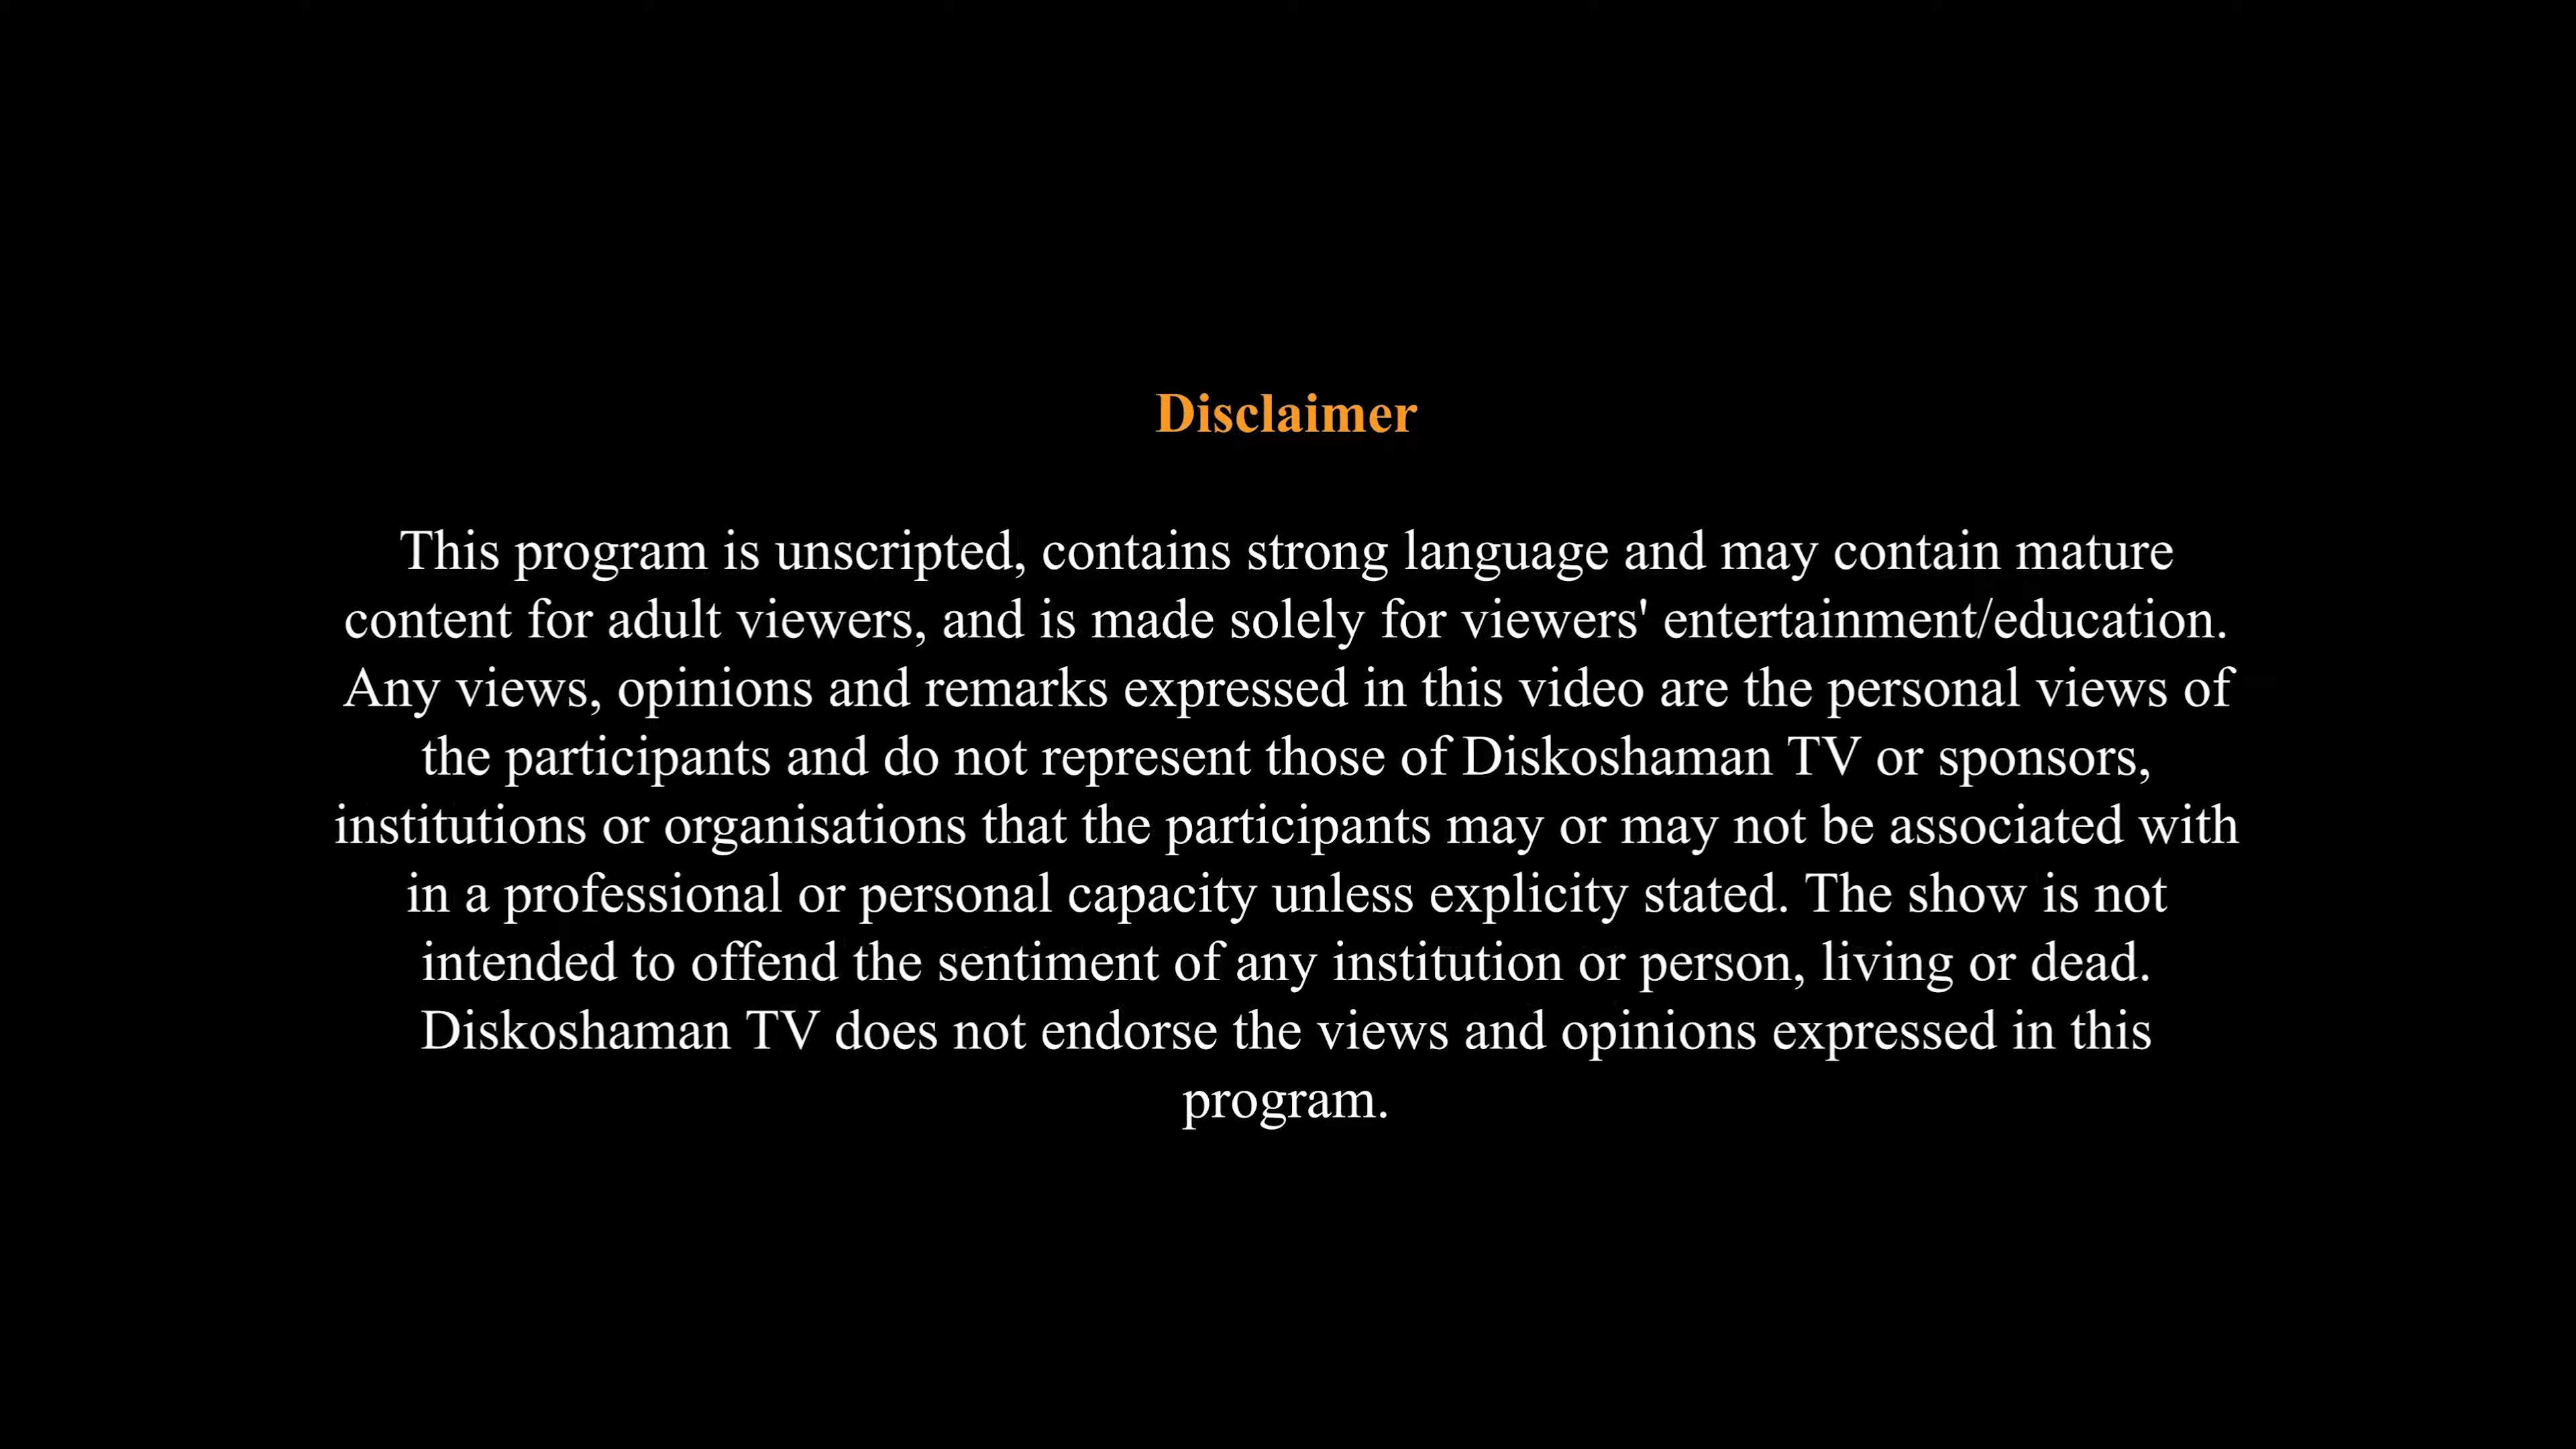 Disclaimer
This program is unscripted, contains strong language and may contain mature
content for adult viewers, and is made solely for viewers' entertainment/education.
Any views, opinions and remarks expressed in this video are the personal views of
the participants and do not represent those of Diskoshaman TV or sponsors,
institutions or organisations that the participants may or may not be associated with
in a professional or personal capacity unless explicity stated. The show is not
intended to offend the sentiment of any institution or person, living or dead.
Diskoshaman TV does not endorse the views and opinions expressed in this
program.